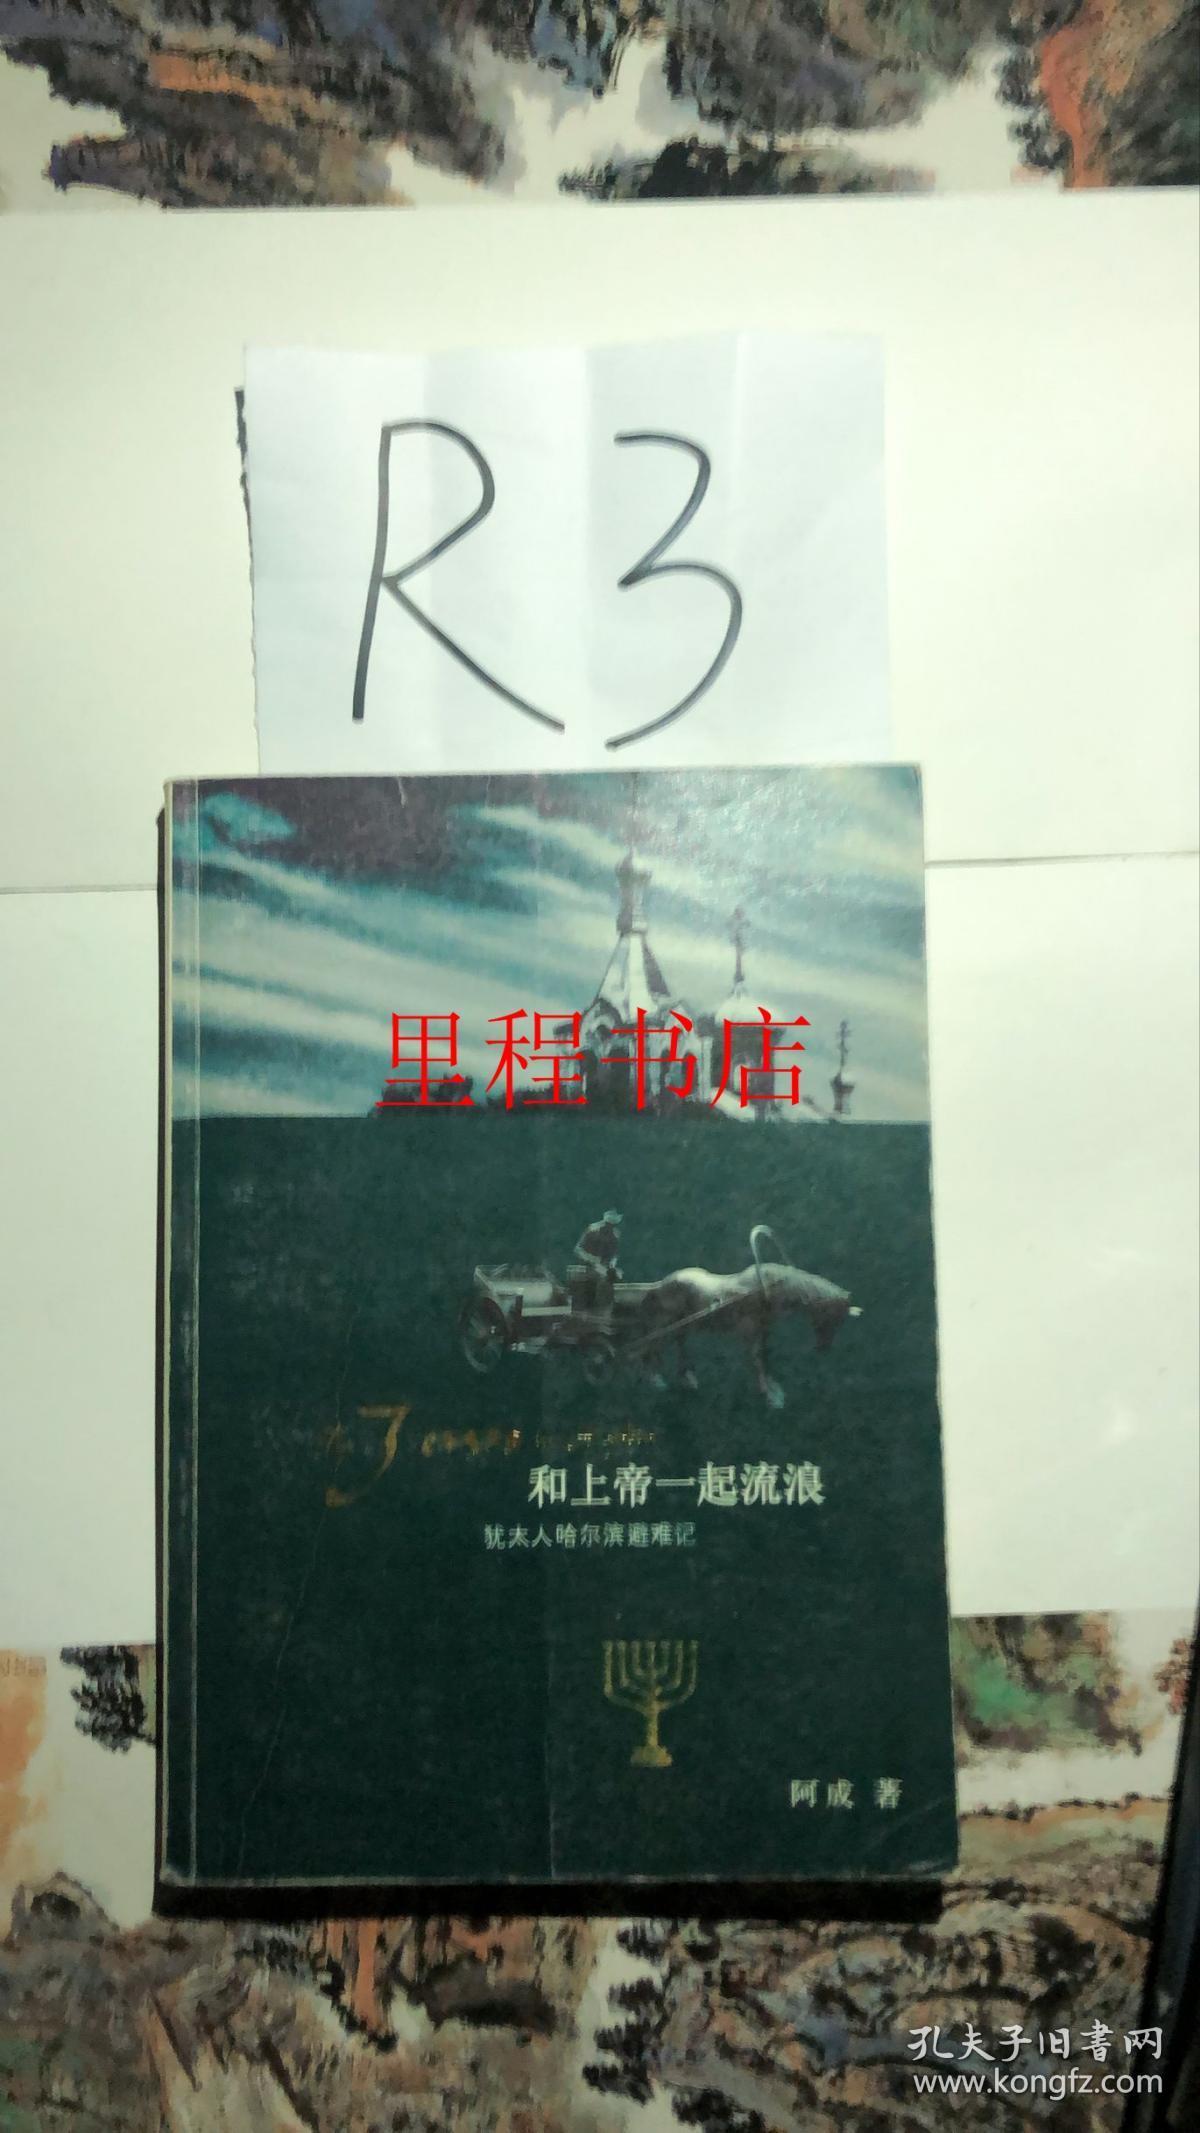 R3
里程书店
和上帝一起流浪
犹太人哈尔滨避难记
阿成 著
孔夫子旧書网
www.kongfz.com